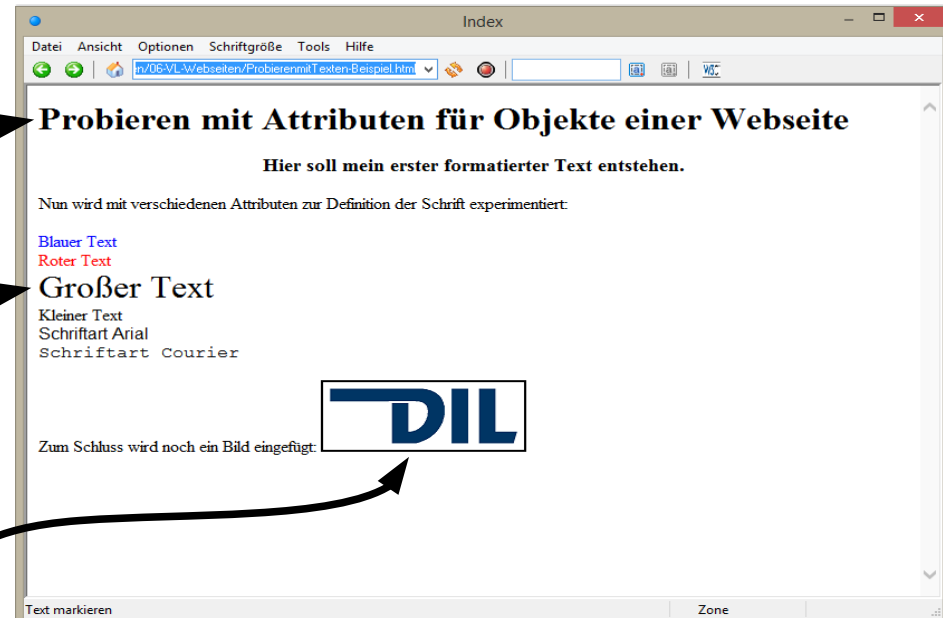 Index
Datei Ansicht Optionen Schriftgröße Tools Hilfe
n/06-VL-Webseiten/ProbierenmitTexten-Beispiel.html W3C
Probieren mit Attributen für Objekte einer Webseite
Hier soll mein erster formatierter Text entstehen.
Nun wird mit verschiedenen Attributen zur Definition der Schrift experimentiert:
Blauer Text
Roter Text
Großer Text
Kleiner Text
Schriftart Arial
Schriftart Courier
DIL
Zum Schluss wird noch ein Bild eingefügt:
Text markieren Zone